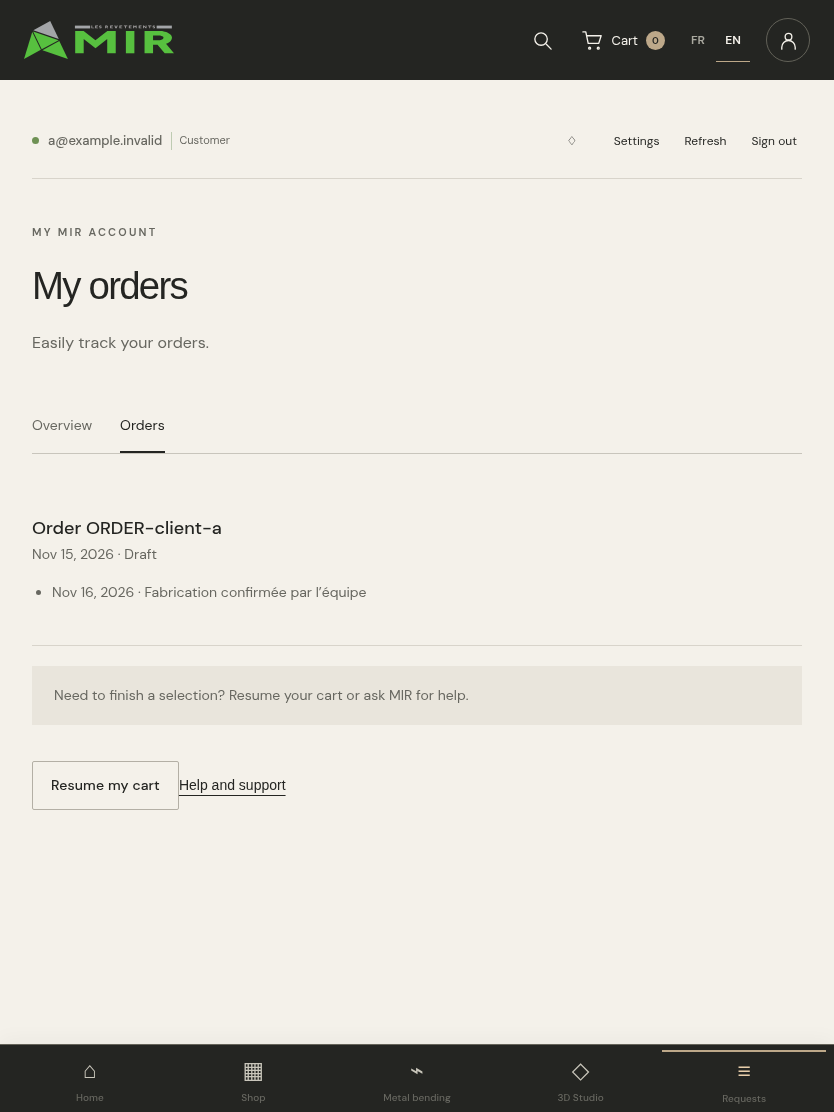 LES REVÊTEMENTS
MIR
Cart 0 FR EN
a@example.invalid Customer Settings Refresh Sign out
MY MIR ACCOUNT
My orders
Easily track your orders.
Overview Orders
Order ORDER-client-a
Nov 15, 2026 · Draft
• Nov 16, 2026 · Fabrication confirmée par l’équipe
Need to finish a selection? Resume your cart or ask MIR for help.
Resume my cart Help and support
Home Shop Metal bending 3D Studio Requests